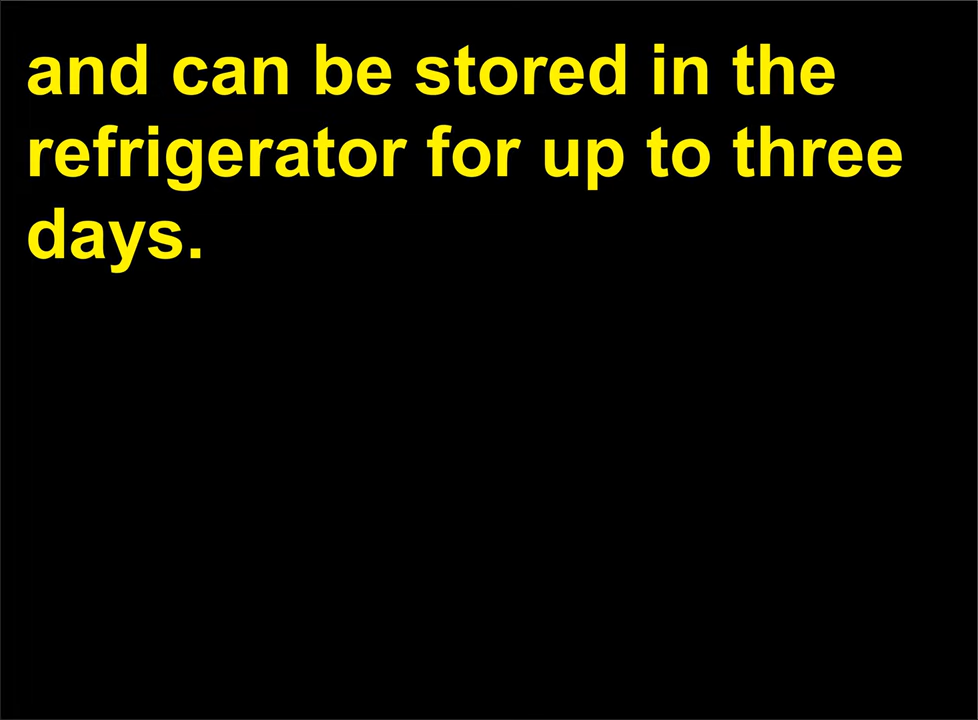 and can be stored in the
refrigerator for up to three
days.